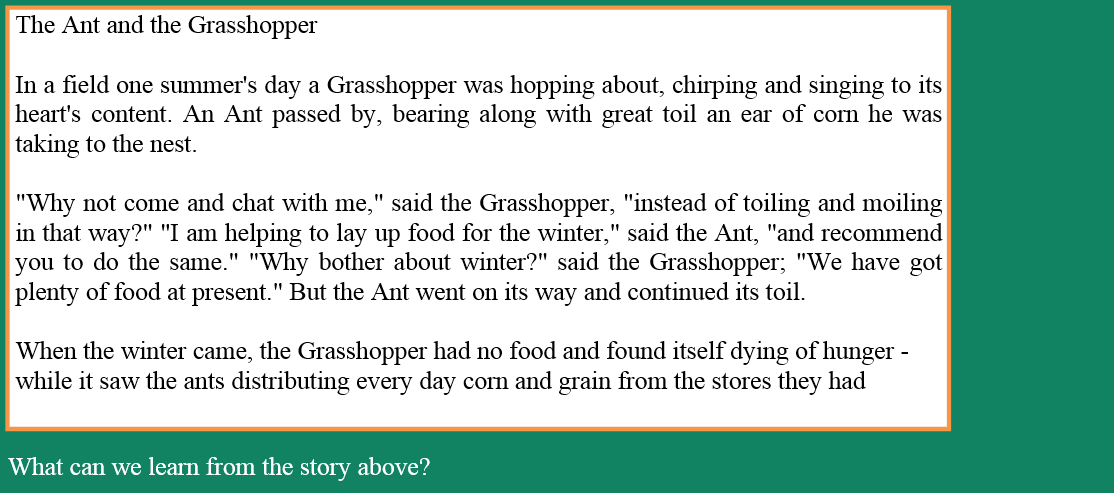 The Ant and the Grasshopper
In a field one summer's day a Grasshopper was hopping about, chirping and singing to its
heart's content. An Ant passed by, bearing along with great toil an ear of corn he was
taking to the nest.
"Why not come and chat with me," said the Grasshopper, "instead of toiling and moiling
in that way?" "I am helping to lay up food for the winter," said the Ant, "and recommend
you to do the same." "Why bother about winter?" said the Grasshopper; "We have got
plenty of food at present." But the Ant went on its way and continued its toil.
When the winter came, the Grasshopper had no food and found itself dying of hunger -
while it saw the ants distributing every day corn and grain from the stores they had
What can we learn from the story above?